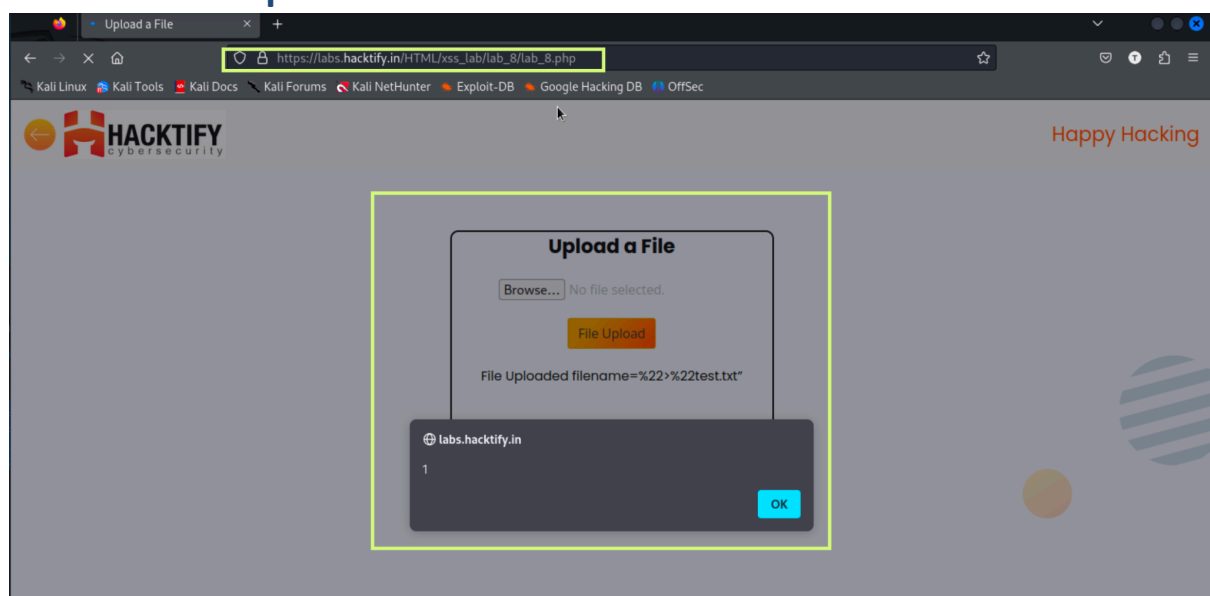 Upload a File
https://labs.hacktify.in/HTML/xss_lab/lab_8/lab_8.php
Kali Linux Kali Tools Kali Docs Kali Forums Kali NetHunter Exploit-DB Google Hacking DB OffSec
HACKTIFY
cybersecurity
Happy Hacking
Upload a File
Browse... No file selected.
File Upload
File Uploaded filename=%22>%22test.txt"
labs.hacktify.in
1
OK